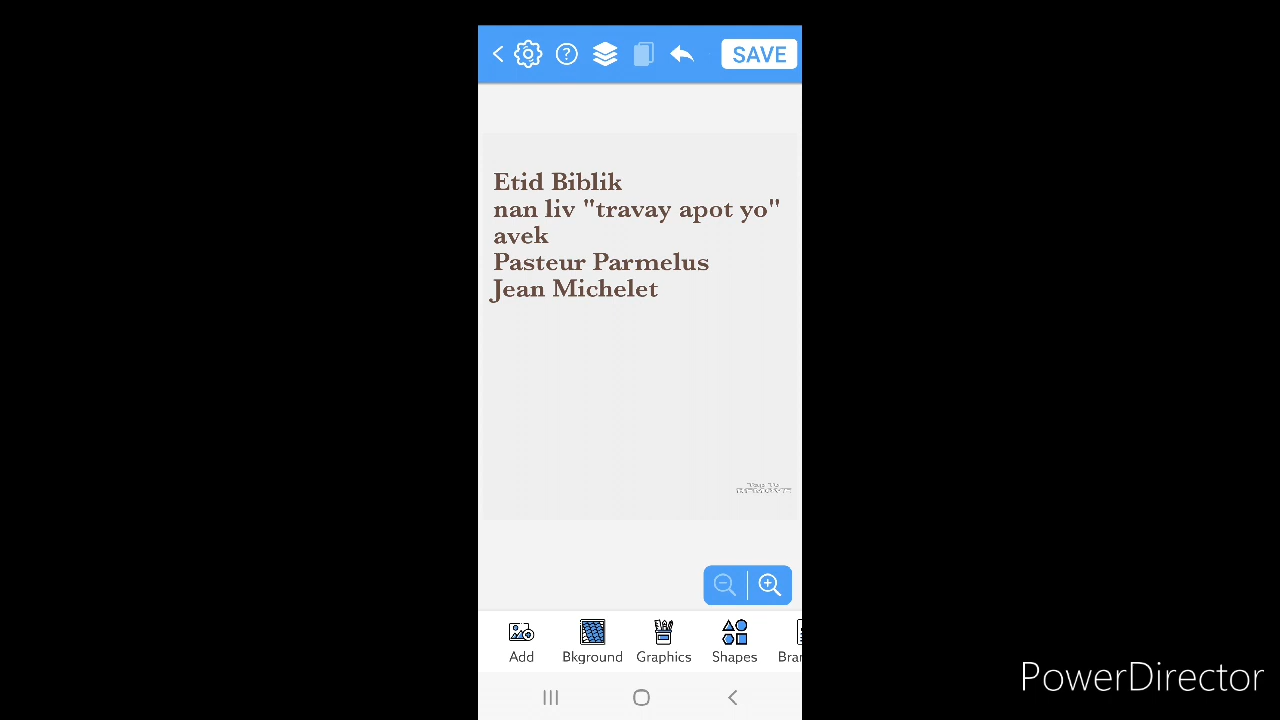 SAVE
Etid Biblik
nan liv "travay apot yo"
avek
Pasteur Parmelus
Jean Michelet
Add Bkground Graphics Shapes
PowerDirector